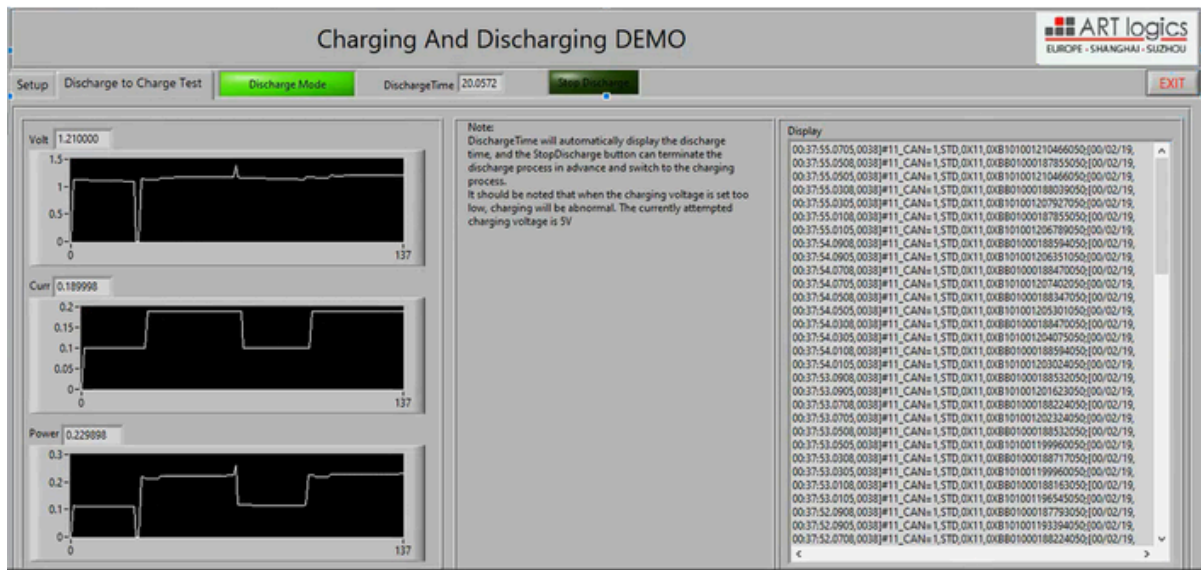 Charging And Discharging DEMO
ART logics
EUROPE - SHANGHAI - SUZHOU
Setup
Discharge to Charge Test
Discharge Mode
DischargeTime 20.0572
Stop Discharge
EXIT
Volt 1.210000
1.5
1
0.5
0
0 137
Curr 0.189998
0.2
0.15
0.1
0.05
0
0 137
Power 0.229898
0.3
0.2
0.1
0
0 137
Note:
DischargeTime will automatically display the discharge
time, and the StopDischarge button can terminate the
discharge process in advance and switch to the charging
process.
It should be noted that when the charging voltage is set too
low, charging will be abnormal. The currently attempted
charging voltage is 5V
Display
00:37:55.0705,0038]#11_CAN=1,STD,0X11,0XB101001210466050;[00/02/19,
00:37:55.0508,0038]#11_CAN=1,STD,0X11,0XBB01000187855050;[00/02/19,
00:37:55.0505,0038]#11_CAN=1,STD,0X11,0XB101001210466050;[00/02/19,
00:37:55.0308,0038]#11_CAN=1,STD,0X11,0XBB01000188039050;[00/02/19,
00:37:55.0305,0038]#11_CAN=1,STD,0X11,0XB101001207927050;[00/02/19,
00:37:55.0108,0038]#11_CAN=1,STD,0X11,0XBB01000187855050;[00/02/19,
00:37:55.0105,0038]#11_CAN=1,STD,0X11,0XB101001206789050;[00/02/19,
00:37:54.0908,0038]#11_CAN=1,STD,0X11,0XBB01000188594050;[00/02/19,
00:37:54.0905,0038]#11_CAN=1,STD,0X11,0XB101001206351050;[00/02/19,
00:37:54.0708,0038]#11_CAN=1,STD,0X11,0XBB01000188470050;[00/02/19,
00:37:54.0705,0038]#11_CAN=1,STD,0X11,0XB101001207402050;[00/02/19,
00:37:54.0508,0038]#11_CAN=1,STD,0X11,0XBB01000188347050;[00/02/19,
00:37:54.0505,0038]#11_CAN=1,STD,0X11,0XB101001205301050;[00/02/19,
00:37:54.0308,0038]#11_CAN=1,STD,0X11,0XBB01000188470050;[00/02/19,
00:37:54.0305,0038]#11_CAN=1,STD,0X11,0XB101001204075050;[00/02/19,
00:37:54.0108,0038]#11_CAN=1,STD,0X11,0XBB01000188594050;[00/02/19,
00:37:54.0105,0038]#11_CAN=1,STD,0X11,0XB101001203024050;[00/02/19,
00:37:53.0908,0038]#11_CAN=1,STD,0X11,0XBB01000188532050;[00/02/19,
00:37:53.0905,0038]#11_CAN=1,STD,0X11,0XB101001201623050;[00/02/19,
00:37:53.0708,0038]#11_CAN=1,STD,0X11,0XBB01000188224050;[00/02/19,
00:37:53.0705,0038]#11_CAN=1,STD,0X11,0XB101001202324050;[00/02/19,
00:37:53.0508,0038]#11_CAN=1,STD,0X11,0XBB01000188532050;[00/02/19,
00:37:53.0505,0038]#11_CAN=1,STD,0X11,0XB101001199960050;[00/02/19,
00:37:53.0308,0038]#11_CAN=1,STD,0X11,0XBB01000188717050;[00/02/19,
00:37:53.0305,0038]#11_CAN=1,STD,0X11,0XB101001199960050;[00/02/19,
00:37:53.0108,0038]#11_CAN=1,STD,0X11,0XBB01000188163050;[00/02/19,
00:37:53.0105,0038]#11_CAN=1,STD,0X11,0XB101001196545050;[00/02/19,
00:37:52.0908,0038]#11_CAN=1,STD,0X11,0XBB01000187793050;[00/02/19,
00:37:52.0905,0038]#11_CAN=1,STD,0X11,0XB101001193394050;[00/02/19,
00:37:52.0708,0038]#11_CAN=1,STD,0X11,0XBB01000188224050;[00/02/19,